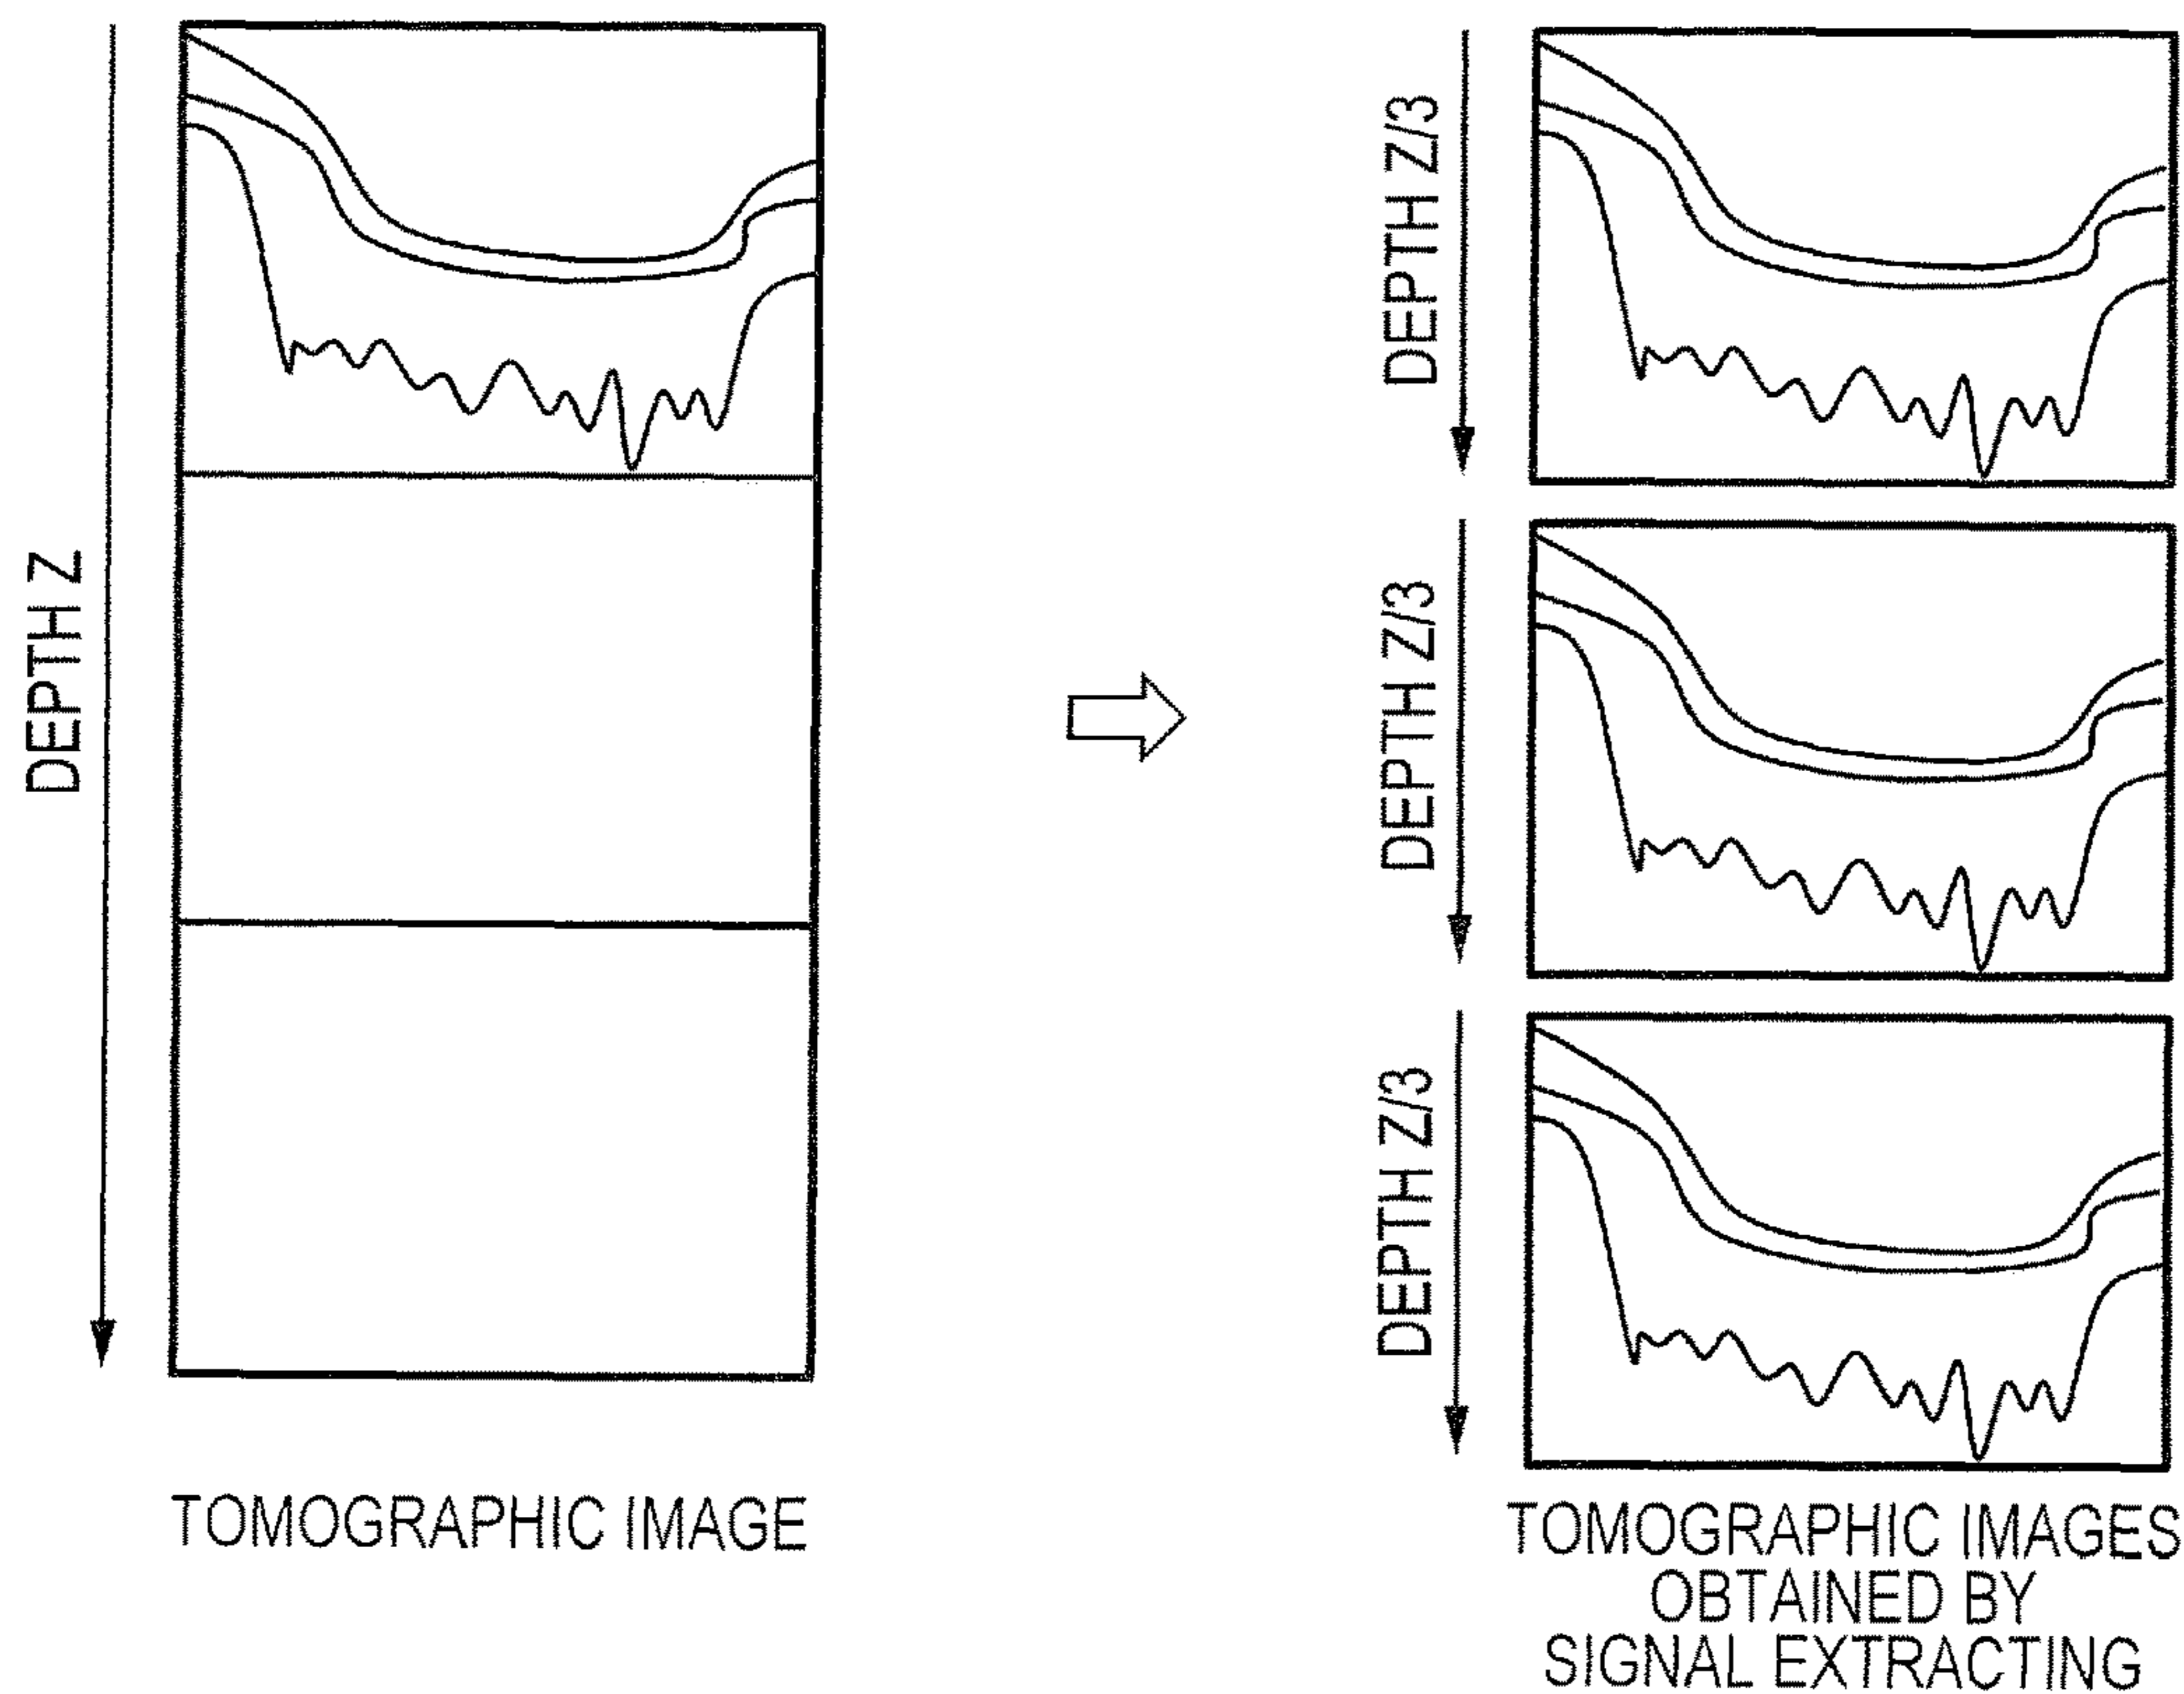 DEPTH Z
TOMOGRAPHIC IMAGE
DEPTH Z/3
DEPTH Z/3
DEPTH Z/3
TOMOGRAPHIC IMAGES
OBTAINED BY
SIGNAL EXTRACTING